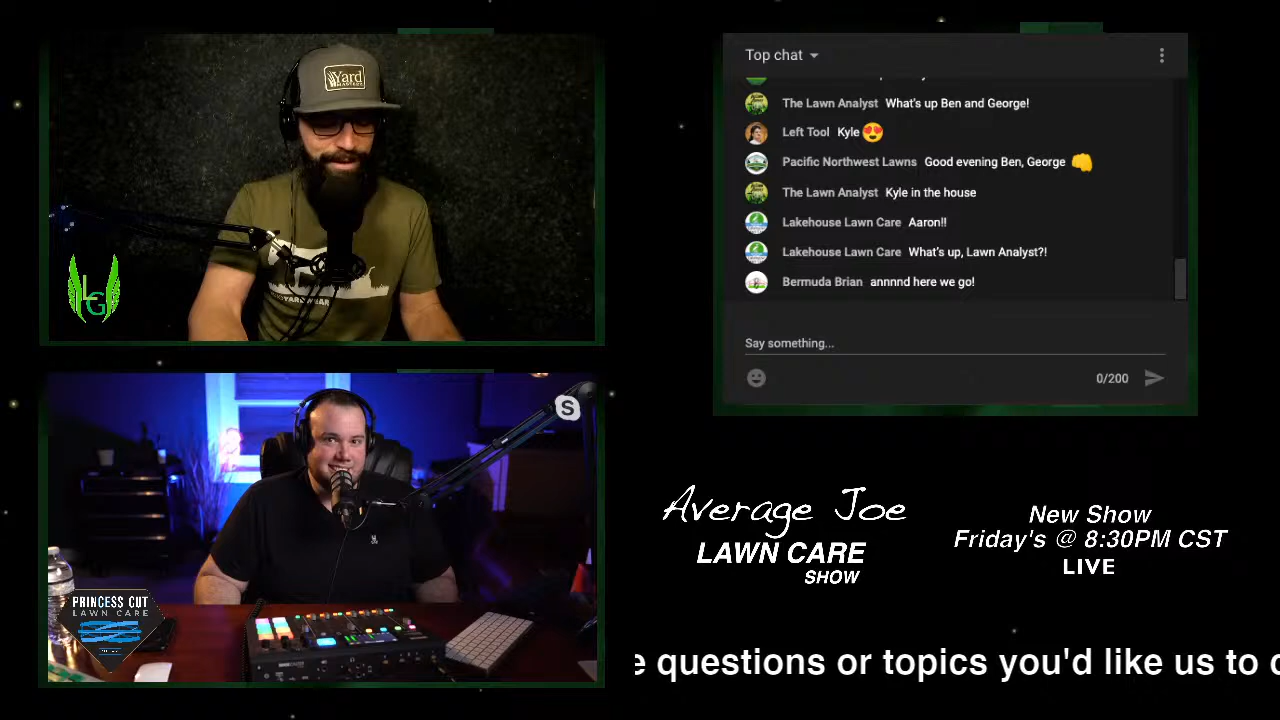 Yard
LG
PRINCESS CUT
LAWN CARE
S
Top chat
The Lawn Analyst What's up Ben and George!
Left Tool Kyle 😍
Pacific Northwest Lawns Good evening Ben, George 👊
The Lawn Analyst Kyle in the house
Lakehouse Lawn Care Aaron!!
Lakehouse Lawn Care What's up, Lawn Analyst?!
Bermuda Brian annnnd here we go!
Say something...
0/200
Average Joe
LAWN CARE
SHOW
New Show
Friday's @ 8:30PM CST
LIVE
questions or topics you'd like us to